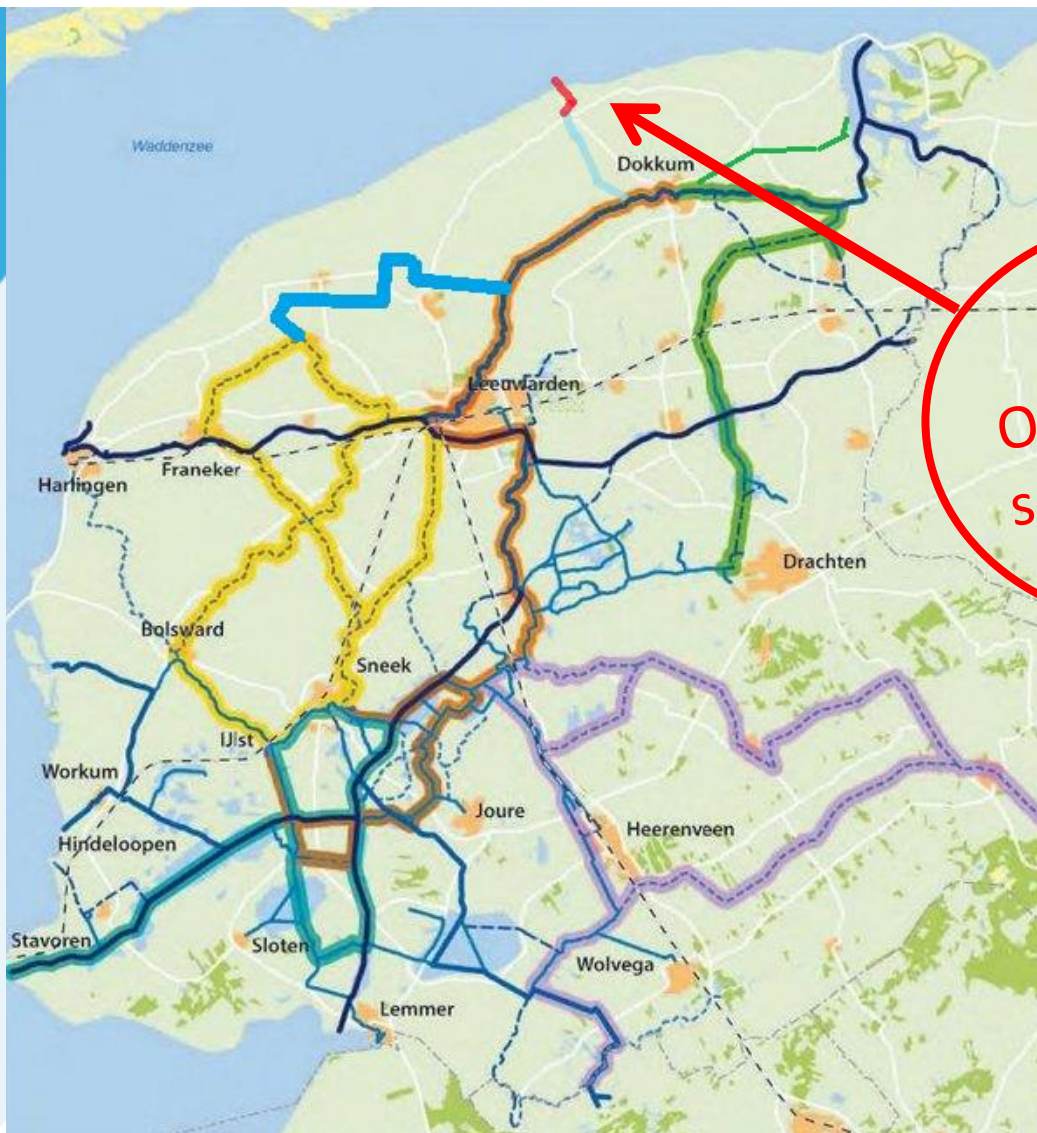 Waddenzee
Dokkum
Leeuwarden
Franeker
Harlingen
Drachten
Bolsward
Sneek
IJlst
Workum
Joure
Heerenveen
Hindeloopen
Stavoren
Sloten
Wolvega
Lemmer